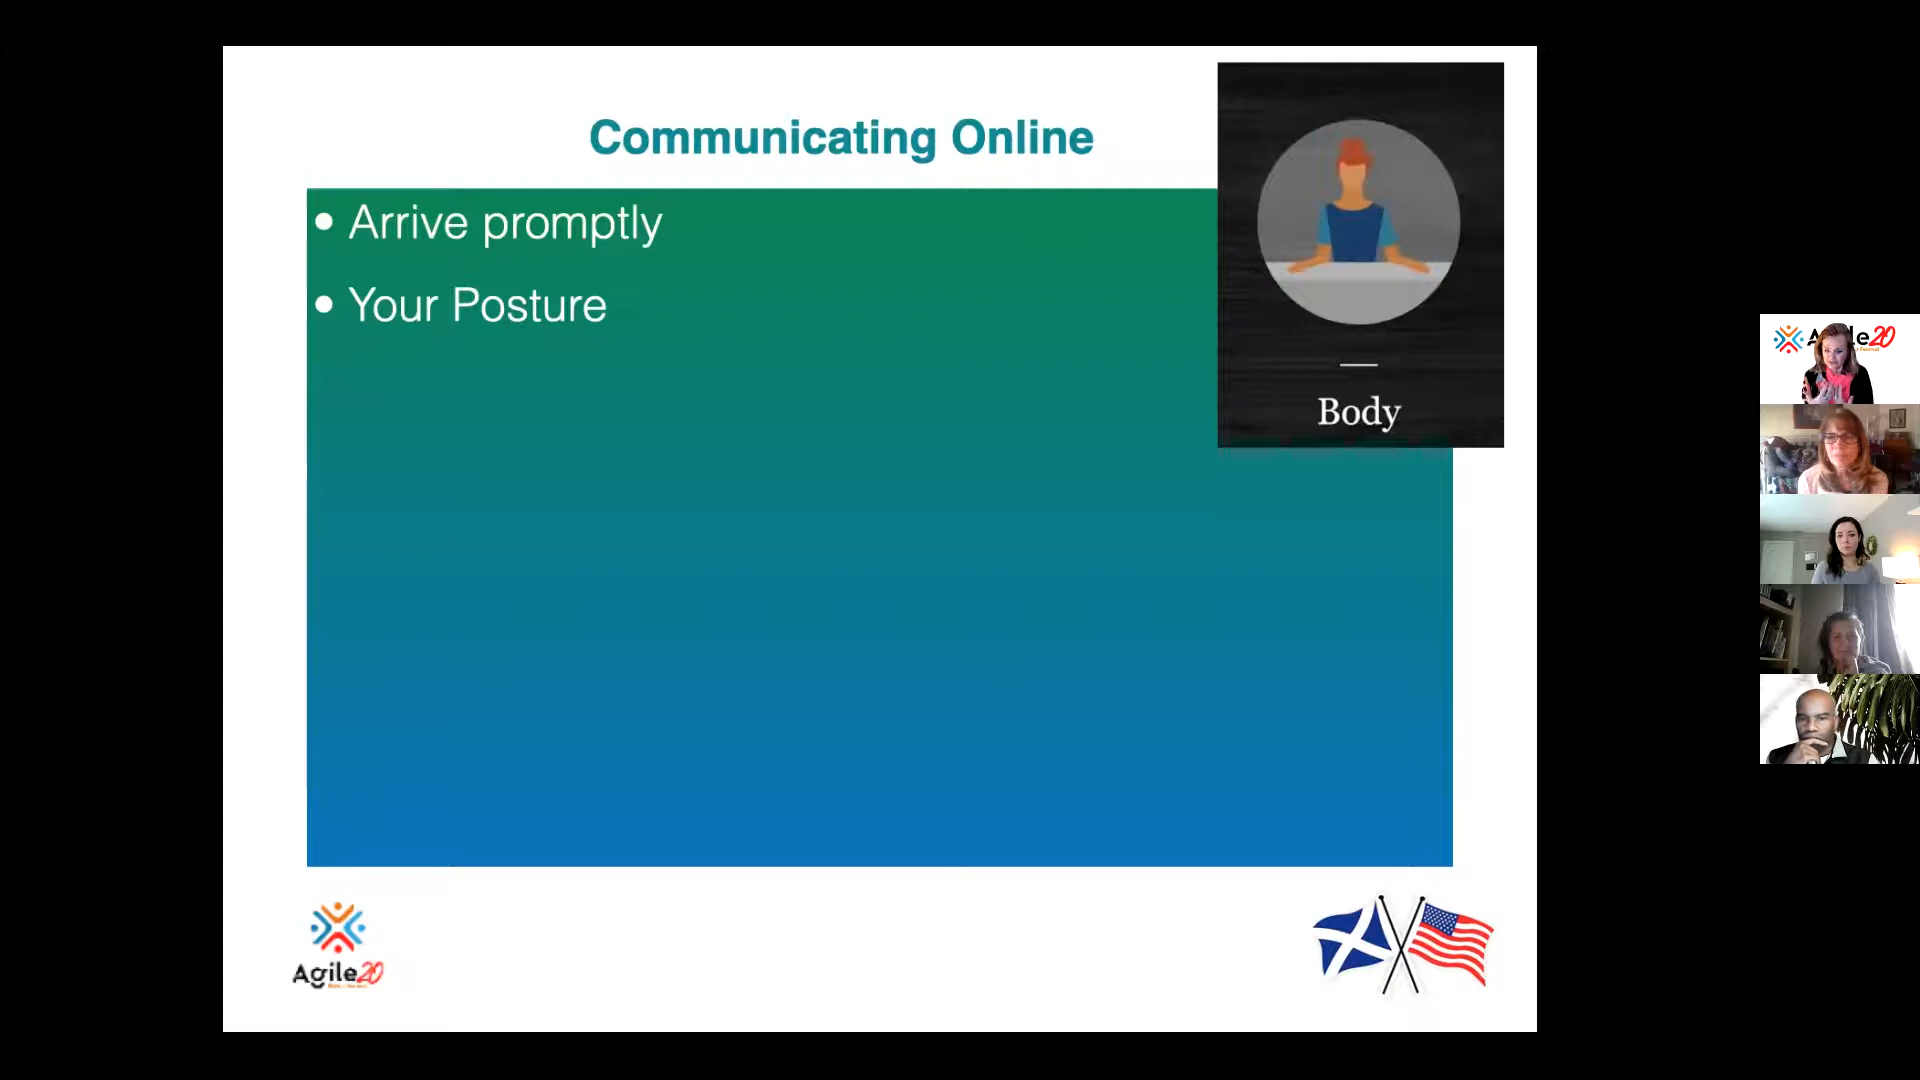 Communicating Online
• Arrive promptly
• Your Posture
Body
Agile20